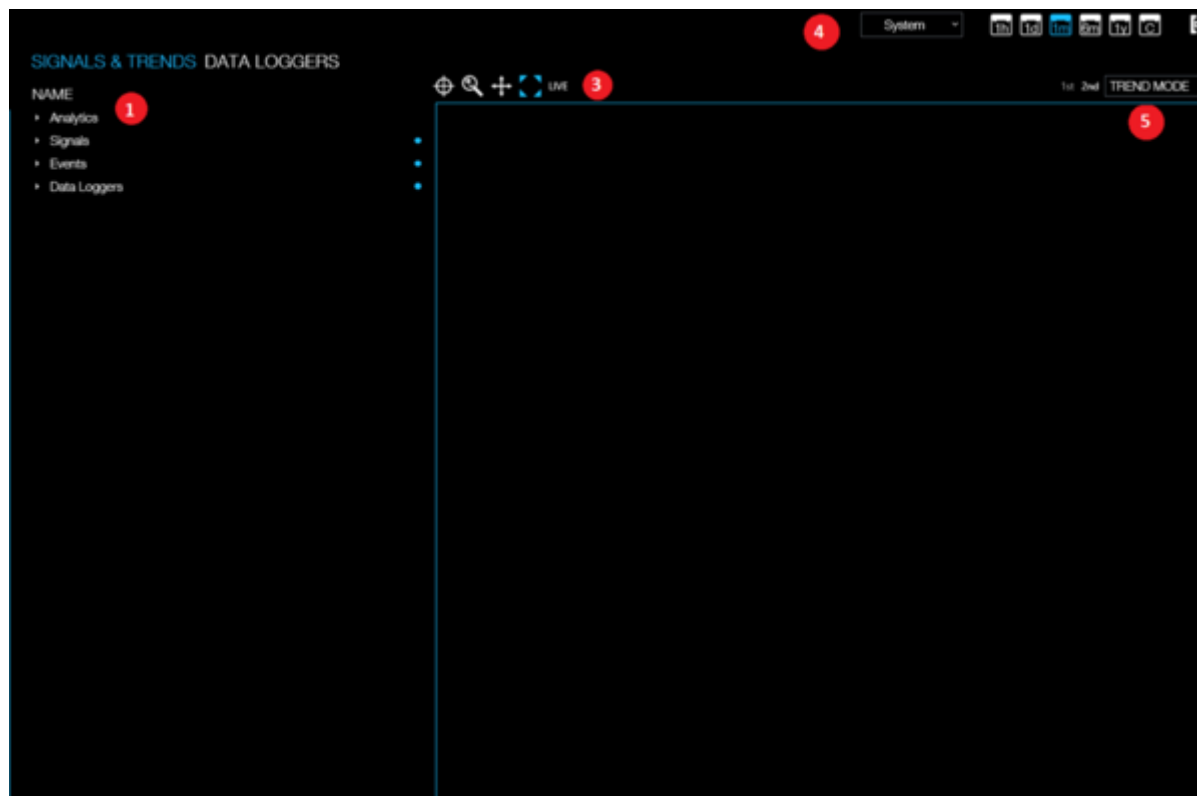 4 System 1h 1d 1m 6m 1y C
SIGNALS & TRENDS DATA LOGGERS
LIVE 3 1st 2nd TREND MODE
NAME
1
Analytics
5
Signals
Events
Data Loggers